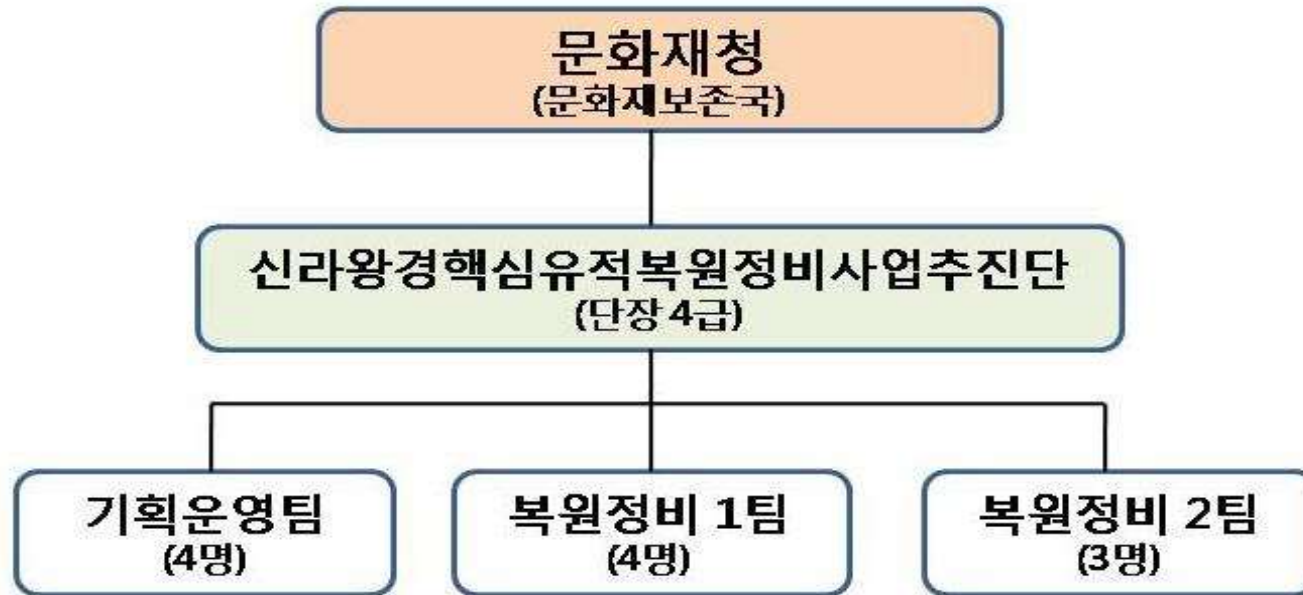 문화재청
(문화재보존국)
신라왕경핵심유적복원정비사업추진단
(단장 4급)
기획운영팀
(4명)
복원정비 1팀
(4명)
복원정비 2팀
(3명)